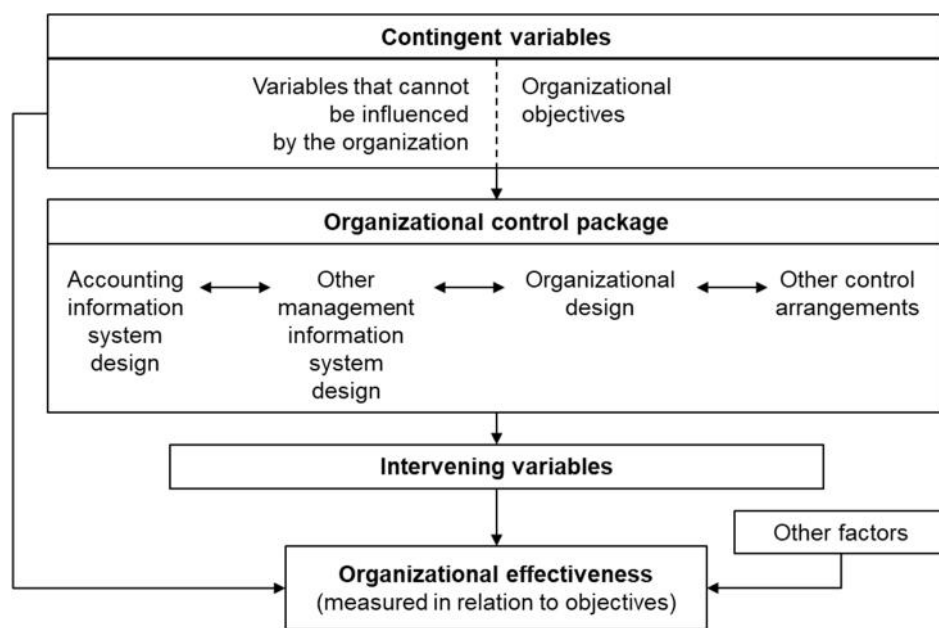 Contingent variables
Variables that cannot
be influenced
by the organization
Organizational
objectives
Organizational control package
Accounting
information
system
design
Other
management
information
system
design
Organizational
design
Other control
arrangements
Intervening variables
Other factors
Organizational effectiveness
(measured in relation to objectives)